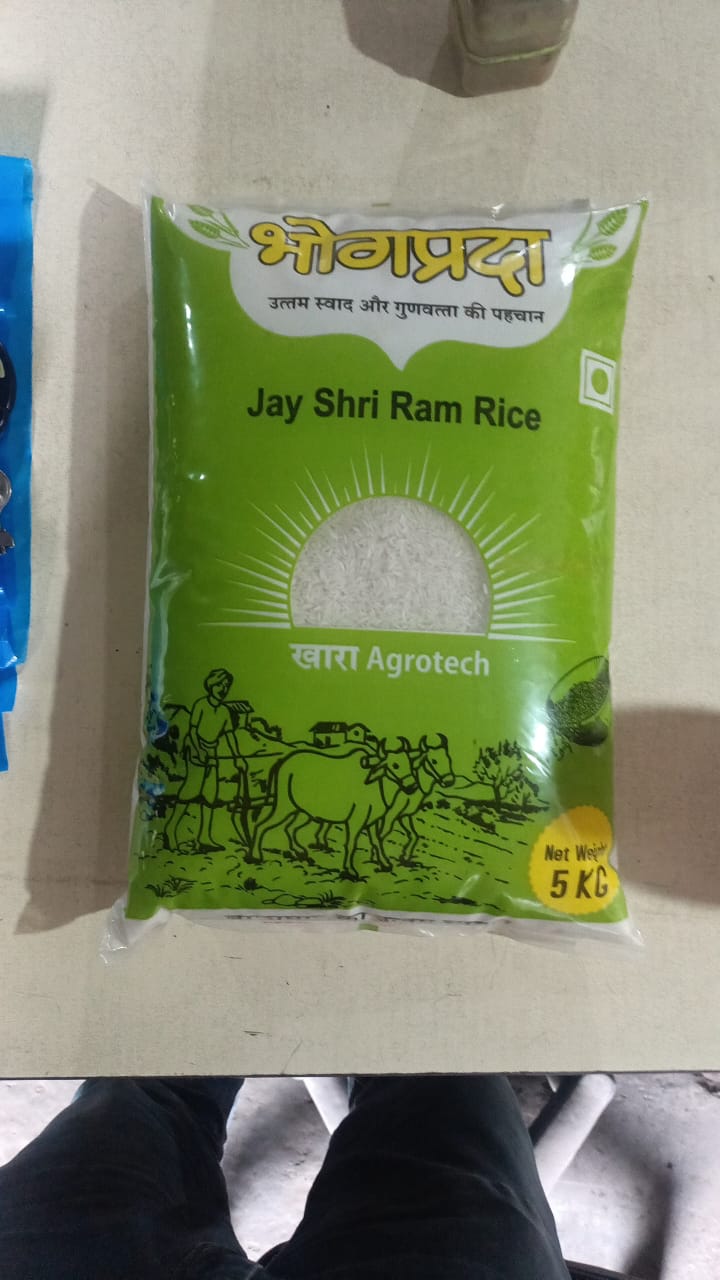 भोगप्रदा
उत्तम स्वाद और गुणवत्ता की पहचान
Jay Shri Ram Rice
खारा Agrotech
Net Weight
5 KG